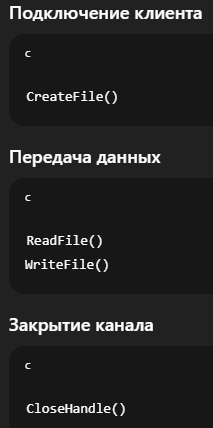 Подключение клиента
c
CreateFile()
Передача данных
c
ReadFile()
WriteFile()
Закрытие канала
c
CloseHandle()